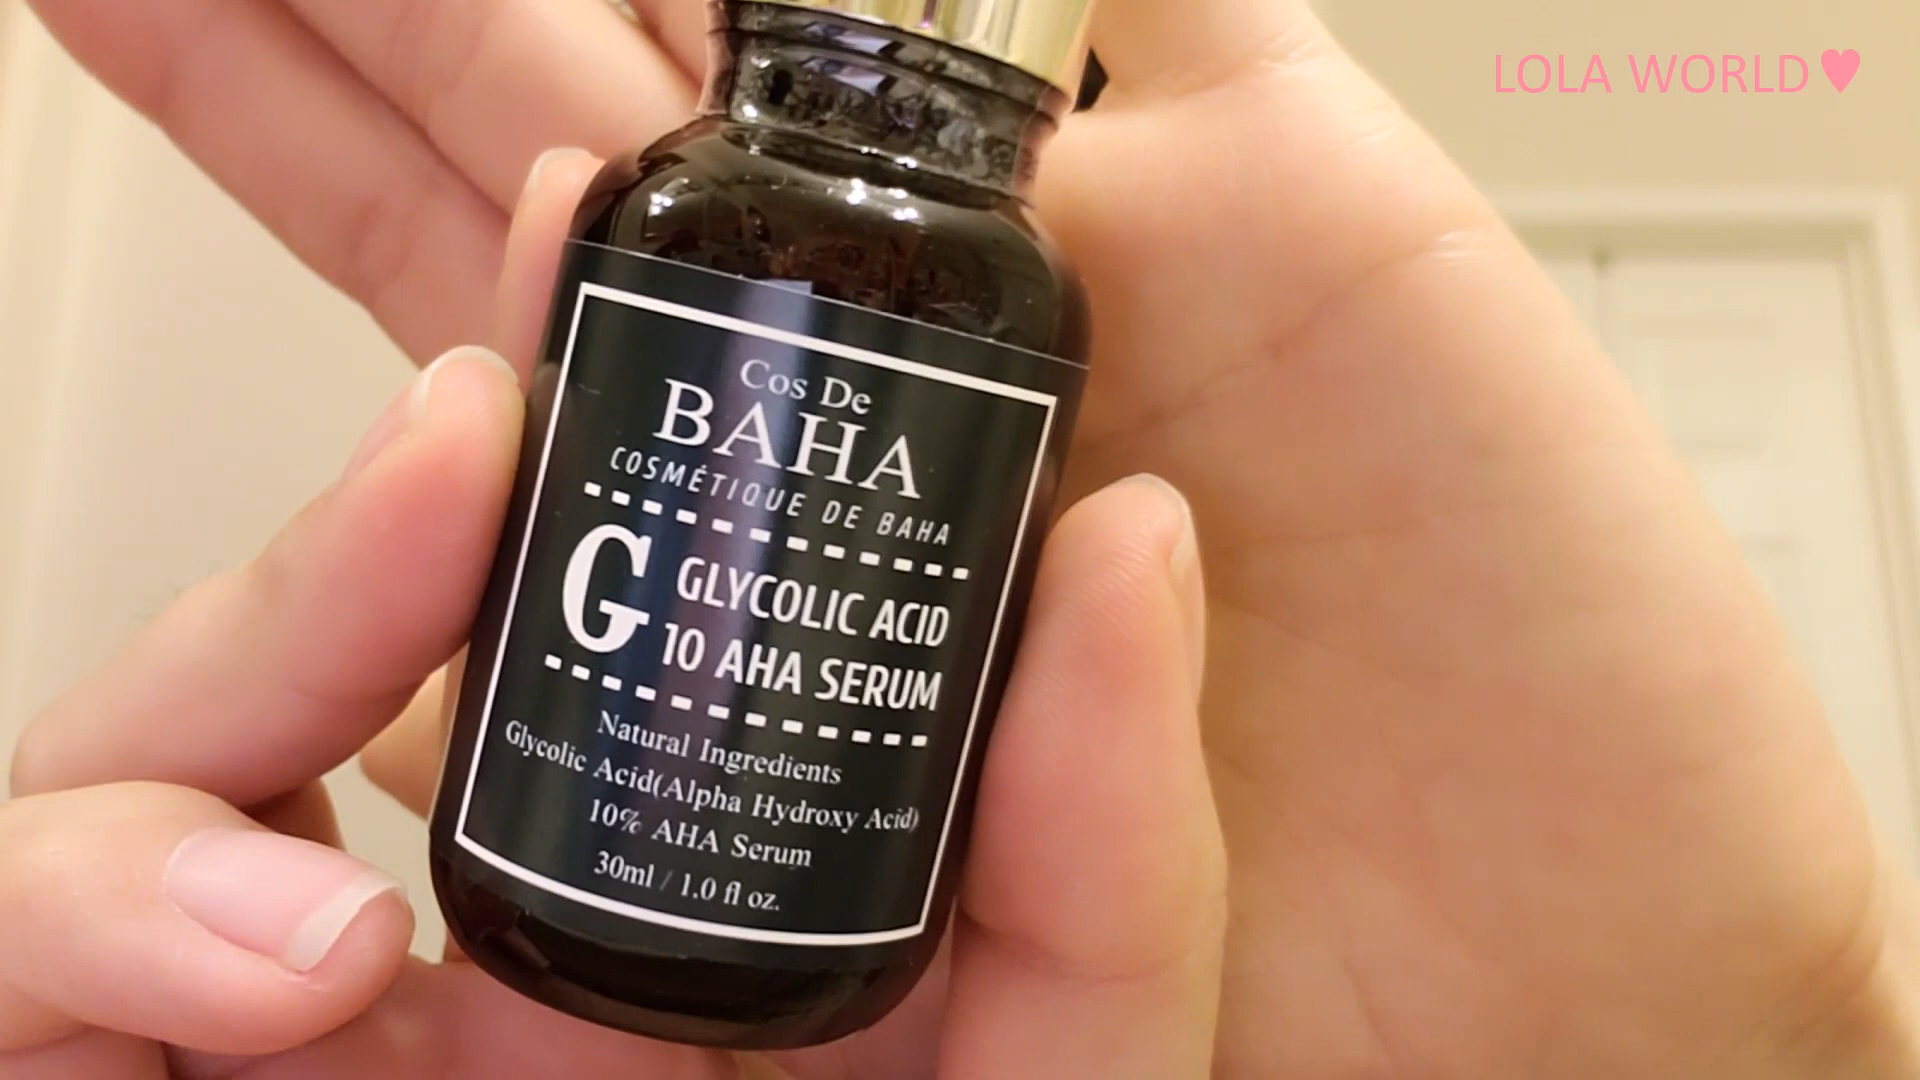 LOLA WORLD
Cos De
BAHA
COSMÉTIQUE DE BAHA
G
GLYCOLIC ACID
10 AHA SERUM
Natural Ingredients
Glycolic Acid(Alpha Hydroxy Acid)
10% AHA Serum
30ml / 1.0 fl oz.